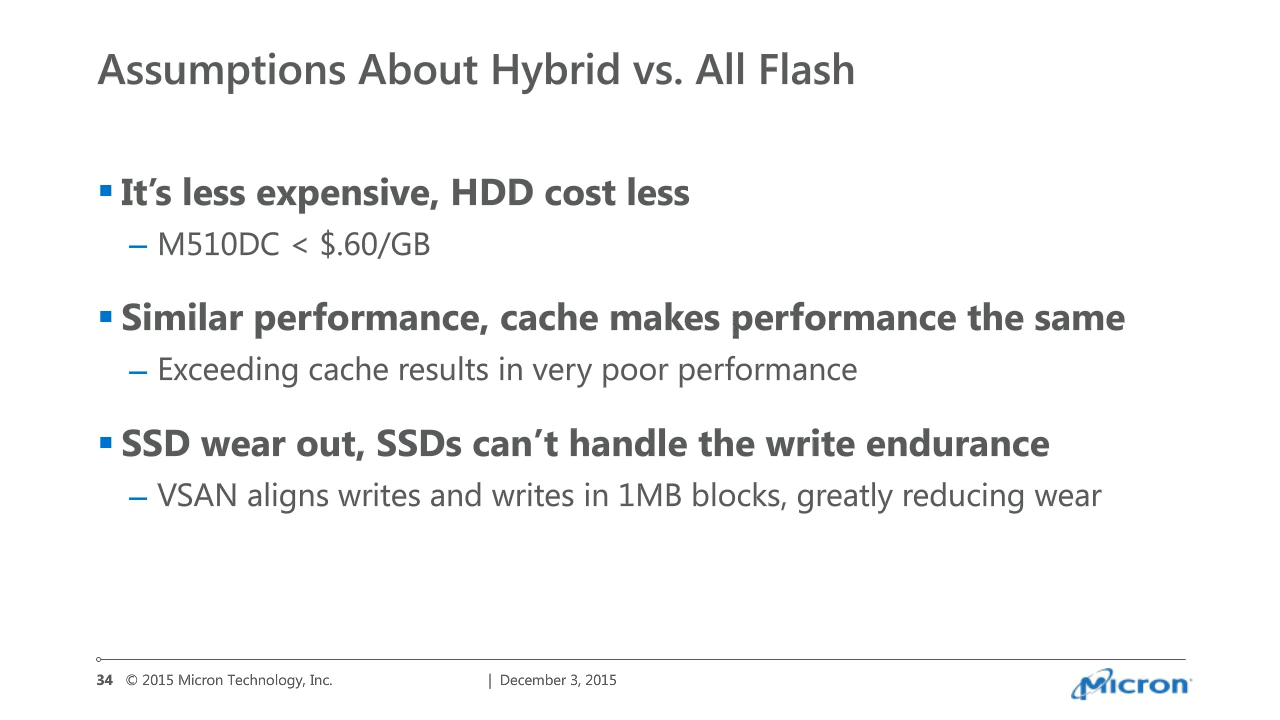 Assumptions About Hybrid vs. All Flash
▪ It’s less expensive, HDD cost less
– M510DC < $.60/GB
▪ Similar performance, cache makes performance the same
– Exceeding cache results in very poor performance
▪ SSD wear out, SSDs can’t handle the write endurance
– VSAN aligns writes and writes in 1MB blocks, greatly reducing wear
34 © 2015 Micron Technology, Inc. | December 3, 2015
Micron